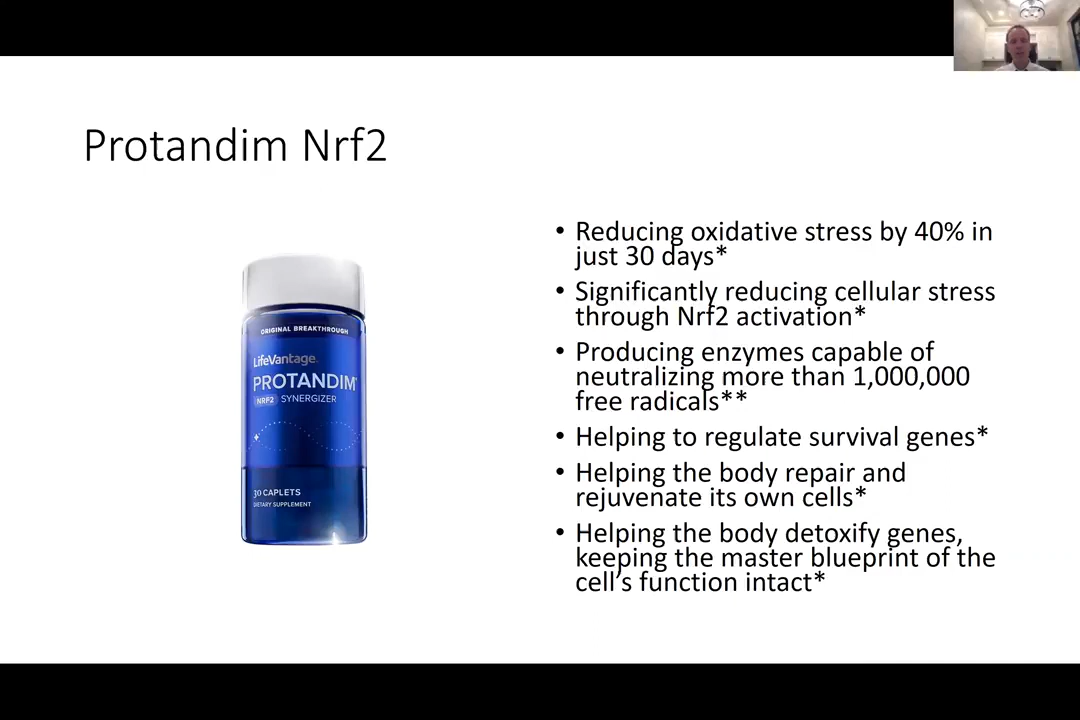 Protandim Nrf2
ORIGINAL BREAKTHROUGH
LifeVantage
PROTANDIM
NRF2 SYNERGIZER
30 CAPLETS
DIETARY SUPPLEMENT
• Reducing oxidative stress by 40% in
just 30 days*
• Significantly reducing cellular stress
through Nrf2 activation*
• Producing enzymes capable of
neutralizing more than 1,000,000
free radicals**
• Helping to regulate survival genes*
• Helping the body repair and
rejuvenate its own cells*
• Helping the body detoxify genes,
keeping the master blueprint of the
cell's function intact*